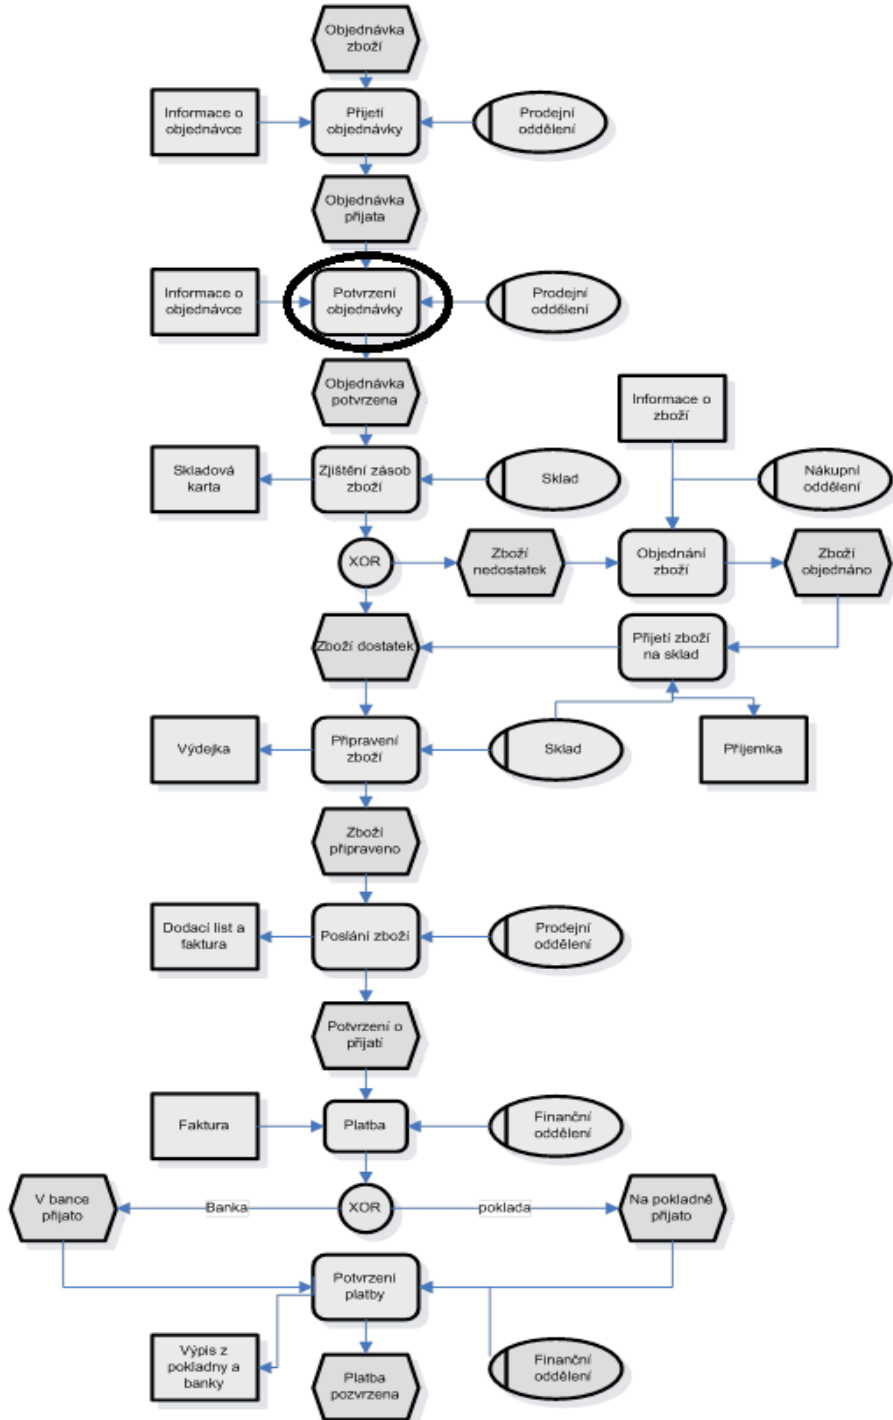 Objednávka
zboží
Informace o
objednávce
Přijetí
objednávky
Prodejní
oddělení
Objednávka
přijata
Informace o
objednávce
Potvrzení
objednávky
Prodejní
oddělení
Objednávka
potvrzena
Informace o
zboží
Skladová
karta
Zjištění zásob
zboží
Sklad
Nákupní
oddělení
XOR
Zboží
nedostatek
Objednání
zboží
Zboží
objednáno
Zboží dostatek
Přijetí zboží
na sklad
Výdejka
Připravení
zboží
Sklad
Příjemka
Zboží
připraveno
Dodací list a
faktura
Poslání zboží
Prodejní
oddělení
Potvrzení o
přijatí
Faktura
Platba
Finanční
oddělení
V bance
přijato
Banka
XOR
poklada
Na pokladně
přijato
Potvrzení
platby
Výpis z
pokladny a
banky
Platba
pozvrzena
Finanční
oddělení